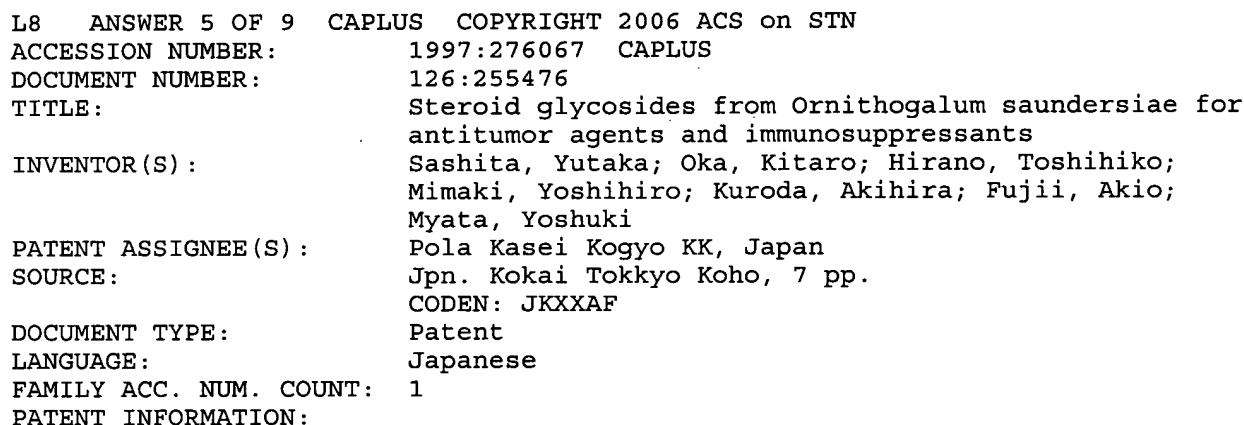 L8 ANSWER 5 OF 9 CAPLUS COPYRIGHT 2006 ACS on STN
ACCESSION NUMBER: 1997:276067 CAPLUS
DOCUMENT NUMBER: 126:255476
TITLE: Steroid glycosides from Ornithogalum saundersiae for
antitumor agents and immunosuppressants
INVENTOR(S): Sashita, Yutaka; Oka, Kitaro; Hirano, Toshihiko;
Mimaki, Yoshihiro; Kuroda, Akihira; Fujii, Akio;
Myata, Yoshuki
PATENT ASSIGNEE(S): Pola Kasei Kogyo KK, Japan
SOURCE: Jpn. Kokai Tokkyo Koho, 7 pp.
CODEN: JKXXAF
DOCUMENT TYPE: Patent
LANGUAGE: Japanese
FAMILY ACC. NUM. COUNT: 1
PATENT INFORMATION: